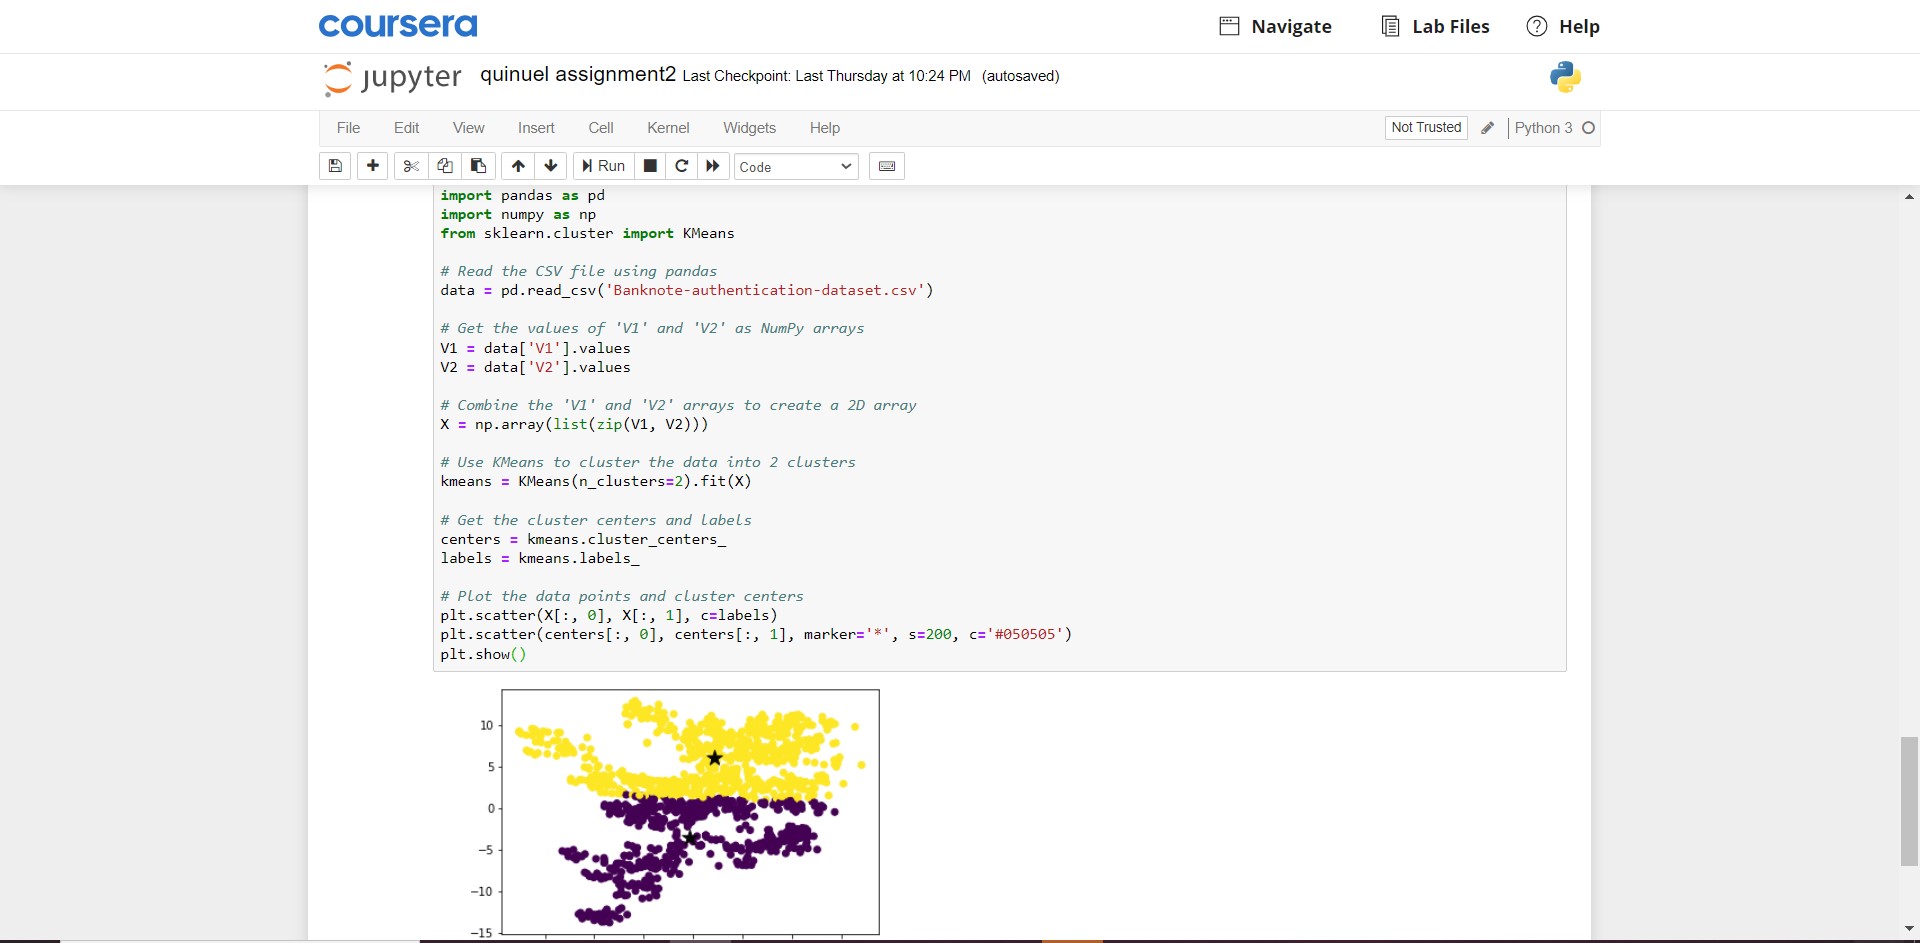 coursera
Navigate
Lab Files
Help
jupyter quinuel assignment2 Last Checkpoint: Last Thursday at 10:24 PM (autosaved)
File Edit View Insert Cell Kernel Widgets Help
Not Trusted
Python 3
Run
Code
import pandas as pd
import numpy as np
from sklearn.cluster import KMeans
# Read the CSV file using pandas
data = pd.read_csv('Banknote-authentication-dataset.csv')
# Get the values of 'V1' and 'V2' as NumPy arrays
V1 = data['V1'].values
V2 = data['V2'].values
# Combine the 'V1' and 'V2' arrays to create a 2D array
X = np.array(list(zip(V1, V2)))
# Use KMeans to cluster the data into 2 clusters
kmeans = KMeans(n_clusters=2).fit(X)
# Get the cluster centers and labels
centers = kmeans.cluster_centers_
labels = kmeans.labels_
# Plot the data points and cluster centers
plt.scatter(X[:, 0], X[:, 1], c=labels)
plt.scatter(centers[:, 0], centers[:, 1], marker='*', s=200, c='#050505')
plt.show()
10
5
0
−5
−10
−15